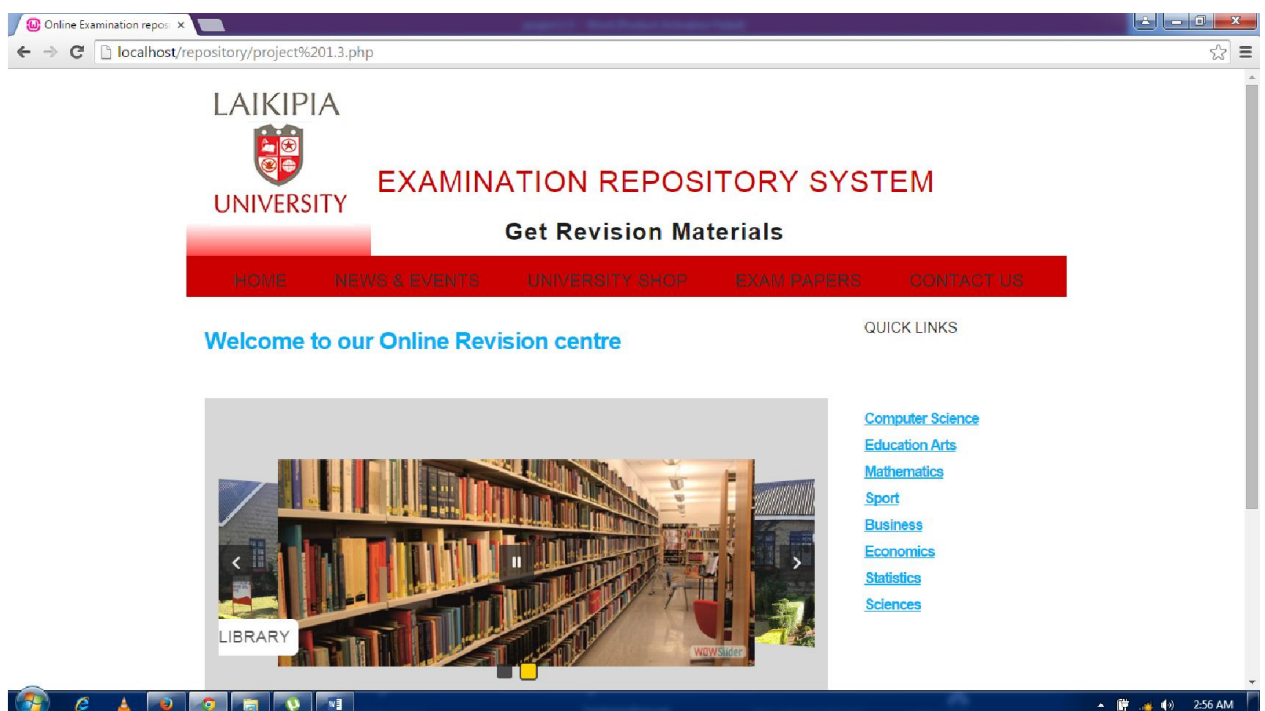 Online Examination repos
localhost/repository/project%201.3.php
LAIKIPIA
UNIVERSITY
EXAMINATION REPOSITORY SYSTEM
Get Revision Materials
HOME NEWS & EVENTS UNIVERSITY SHOP EXAM PAPERS CONTACT US
Welcome to our Online Revision centre
QUICK LINKS
Computer Science
Education Arts
Mathematics
Sport
Business
Economics
Statistics
Sciences
LIBRARY
WOWSlider
2:56 AM